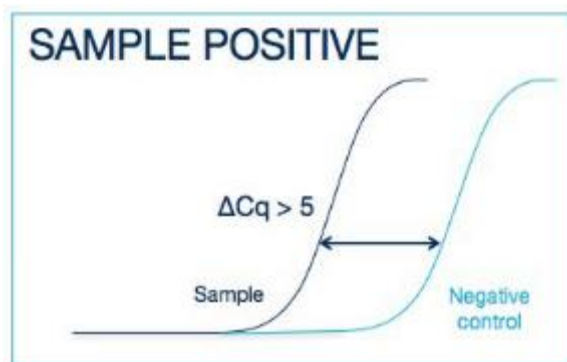 SAMPLE POSITIVE
ΔCq > 5
Sample
Negative
control